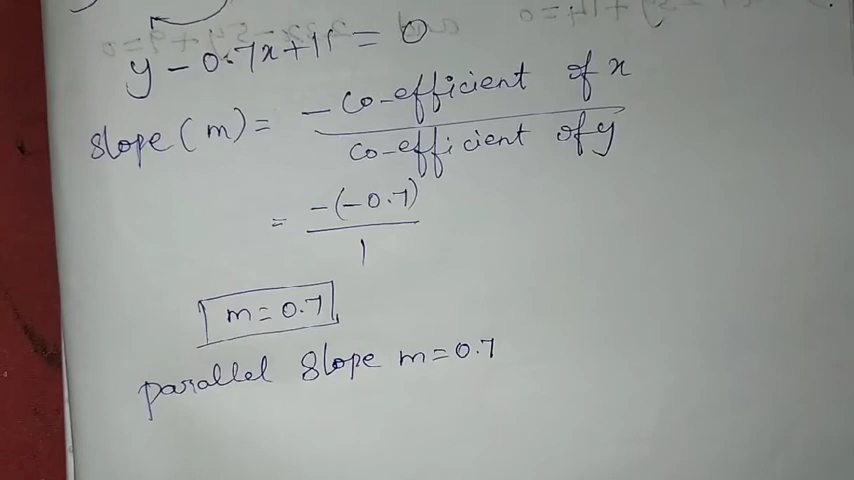 y - 0.7x + 11 = 0
slope (m) = - co-efficient of x
co-efficient of y
= -(-0.7)
1
m = 0.7
parallel slope m = 0.7